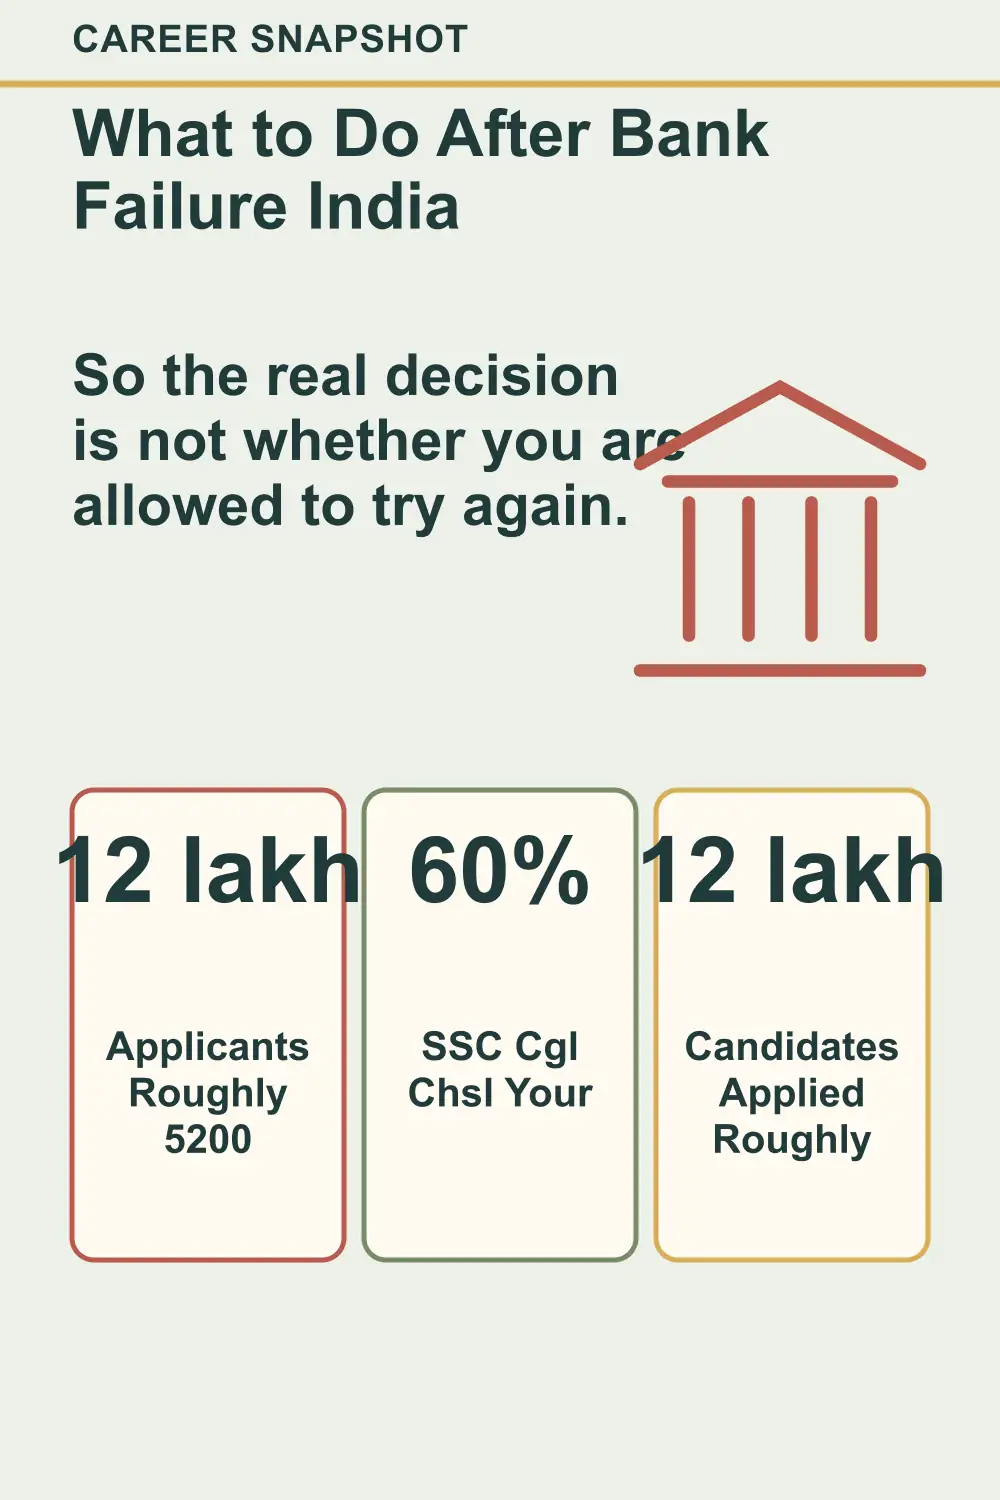 CAREER SNAPSHOT
What to Do After Bank
Failure India
So the real decision
is not whether you are
allowed to try again.
12 lakh
Applicants
Roughly
5200
60%
SSC Cgl
Chsl Your
12 lakh
Candidates
Applied
Roughly